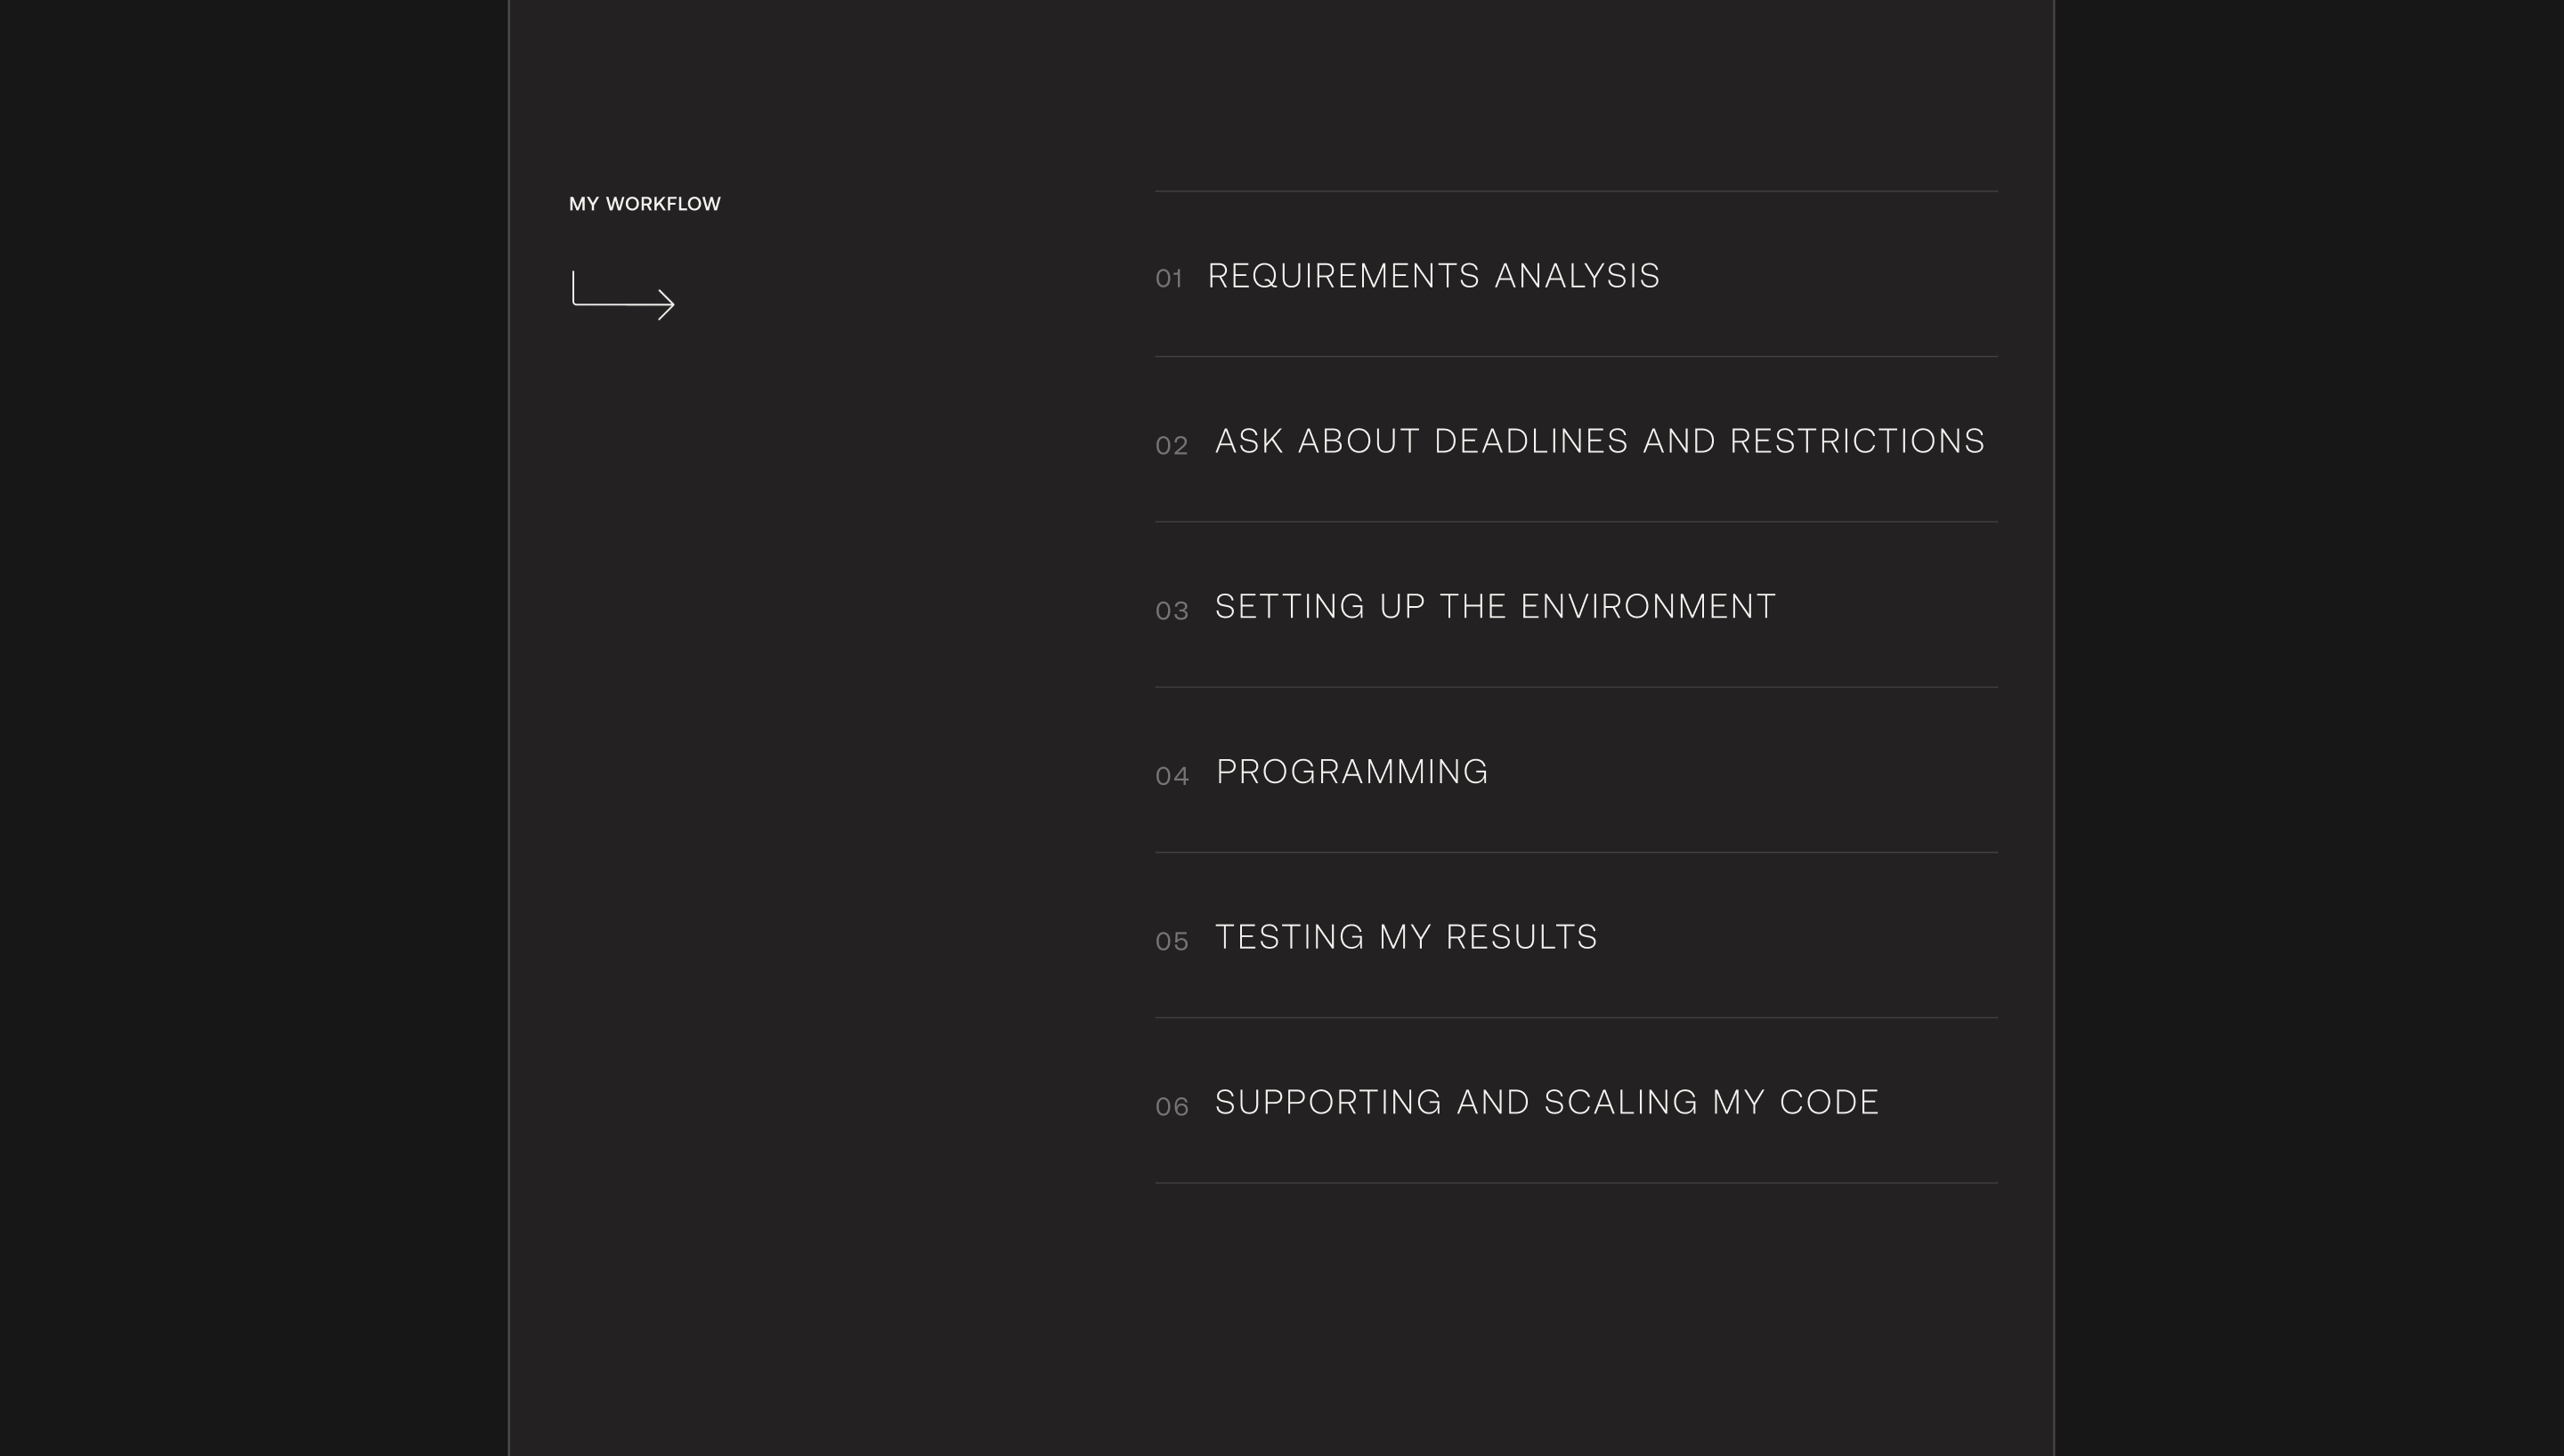 MY WORKFLOW
01 REQUIREMENTS ANALYSIS
02 ASK ABOUT DEADLINES AND RESTRICTIONS
03 SETTING UP THE ENVIRONMENT
04 PROGRAMMING
05 TESTING MY RESULTS
06 SUPPORTING AND SCALING MY CODE